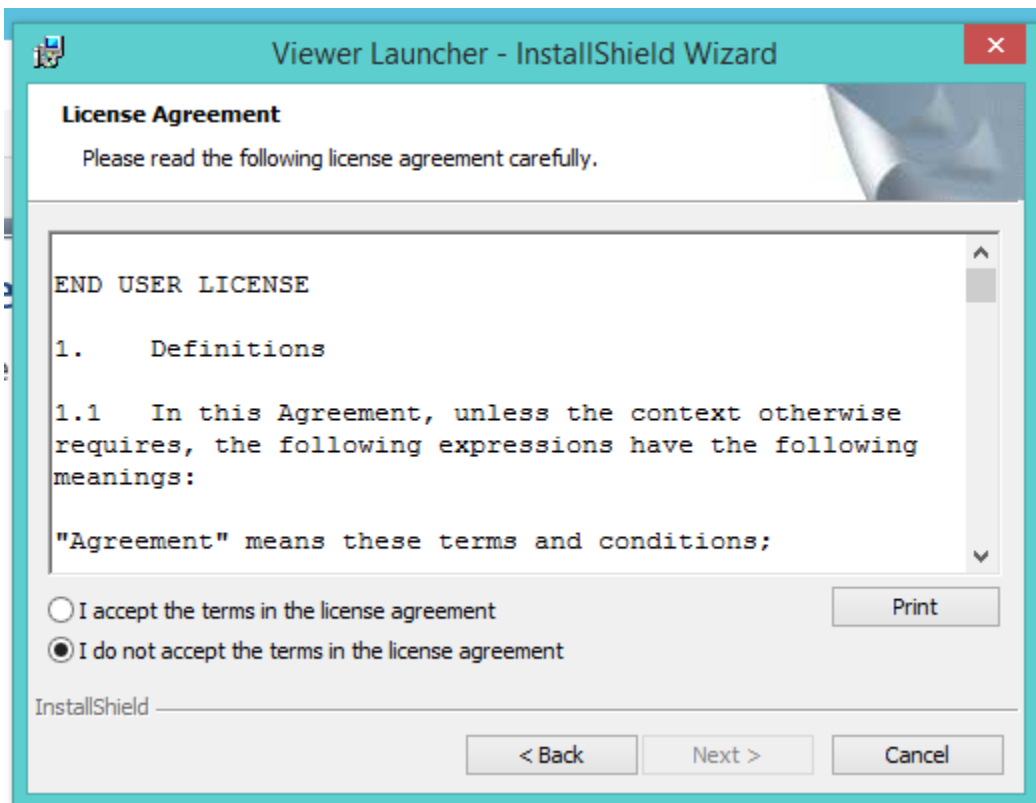 Viewer Launcher - InstallShield Wizard
License Agreement
Please read the following license agreement carefully.
END USER LICENSE
1. Definitions
1.1 In this Agreement, unless the context otherwise
requires, the following expressions have the following
meanings:
"Agreement" means these terms and conditions;
I accept the terms in the license agreement
Print
I do not accept the terms in the license agreement
InstallShield
< Back
Next >
Cancel